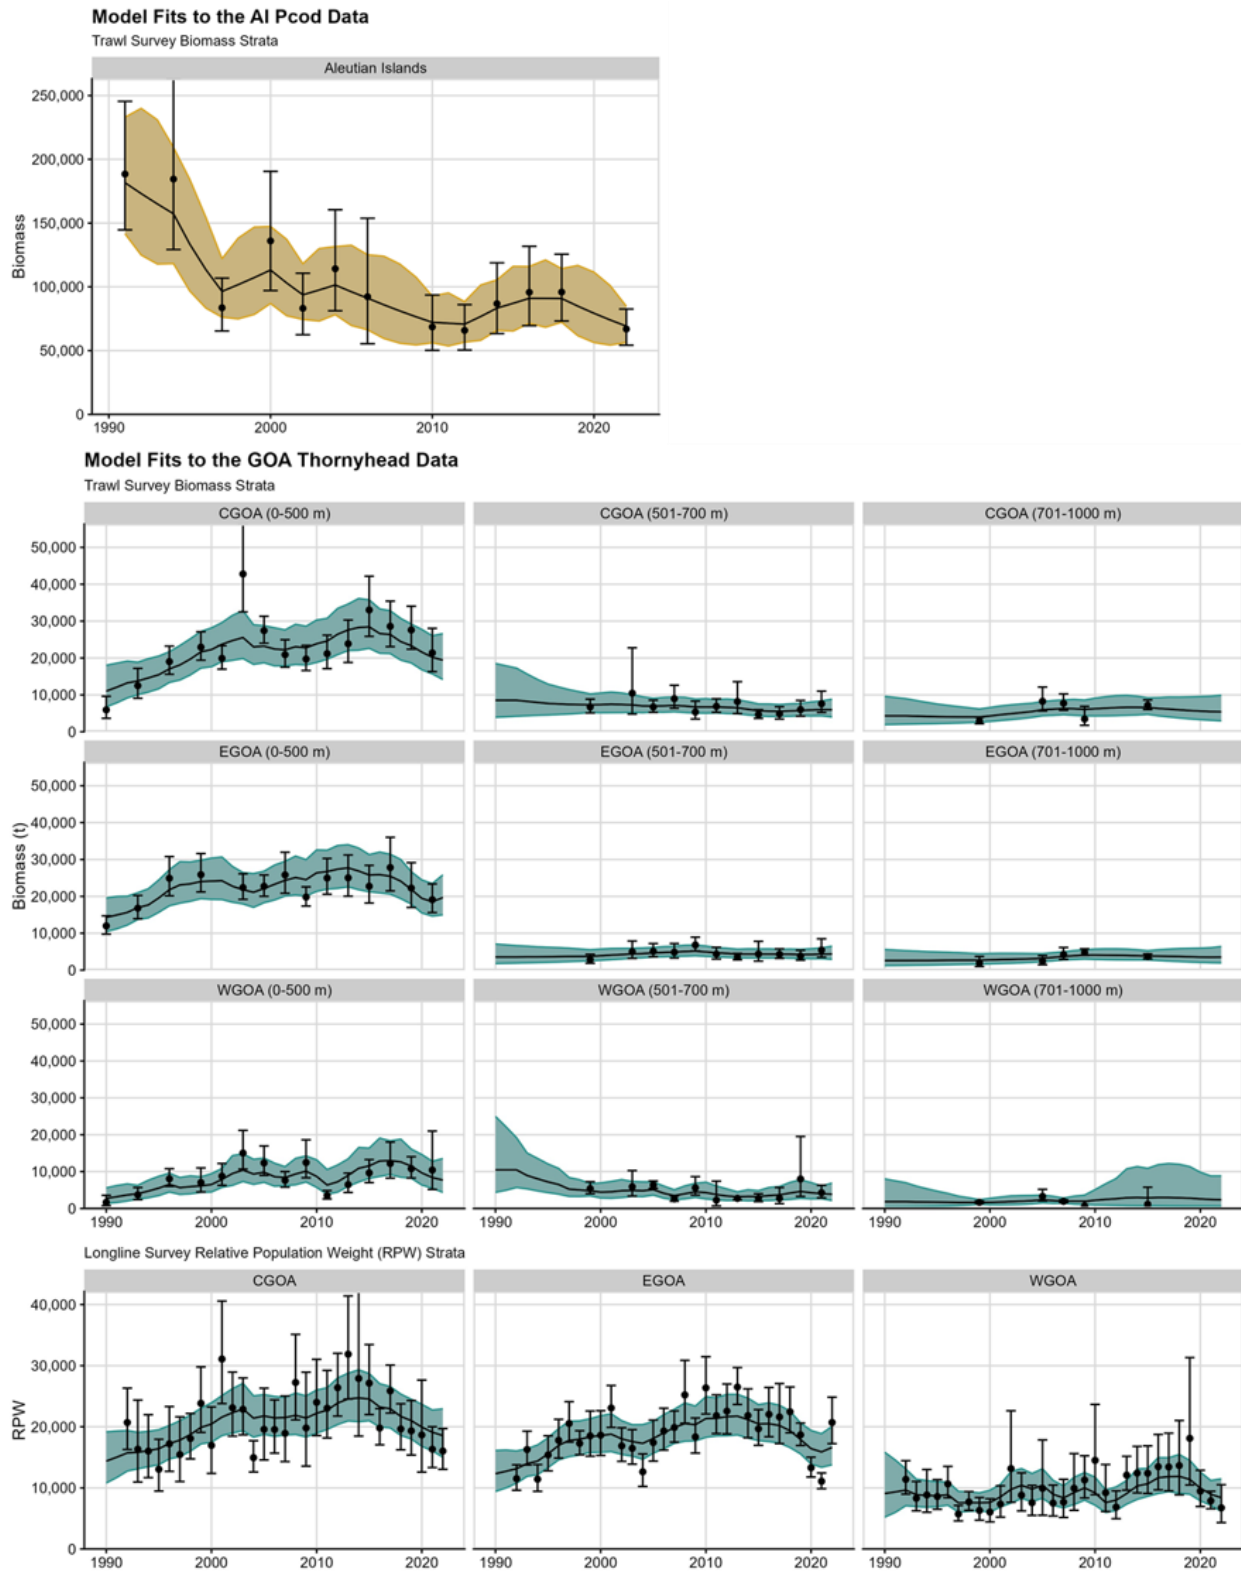 Model Fits to the AI Pcod Data
Trawl Survey Biomass Strata
Aleutian Islands
250,000
200,000
150,000
100,000
50,000
0
Biomass
1990 2000 2010 2020
Model Fits to the GOA Thornyhead Data
Trawl Survey Biomass Strata
CGOA (0-500 m) CGOA (501-700 m) CGOA (701-1000 m)
50,000
40,000
30,000
20,000
10,000
0
EGOA (0-500 m) EGOA (501-700 m) EGOA (701-1000 m)
50,000
40,000
30,000
20,000
10,000
0
Biomass (t)
WGOA (0-500 m) WGOA (501-700 m) WGOA (701-1000 m)
50,000
40,000
30,000
20,000
10,000
0
1990 2000 2010 2020 1990 2000 2010 2020 1990 2000 2010 2020
Longline Survey Relative Population Weight (RPW) Strata
CGOA EGOA WGOA
40,000
30,000
20,000
10,000
0
RPW
1990 2000 2010 2020 1990 2000 2010 2020 1990 2000 2010 2020